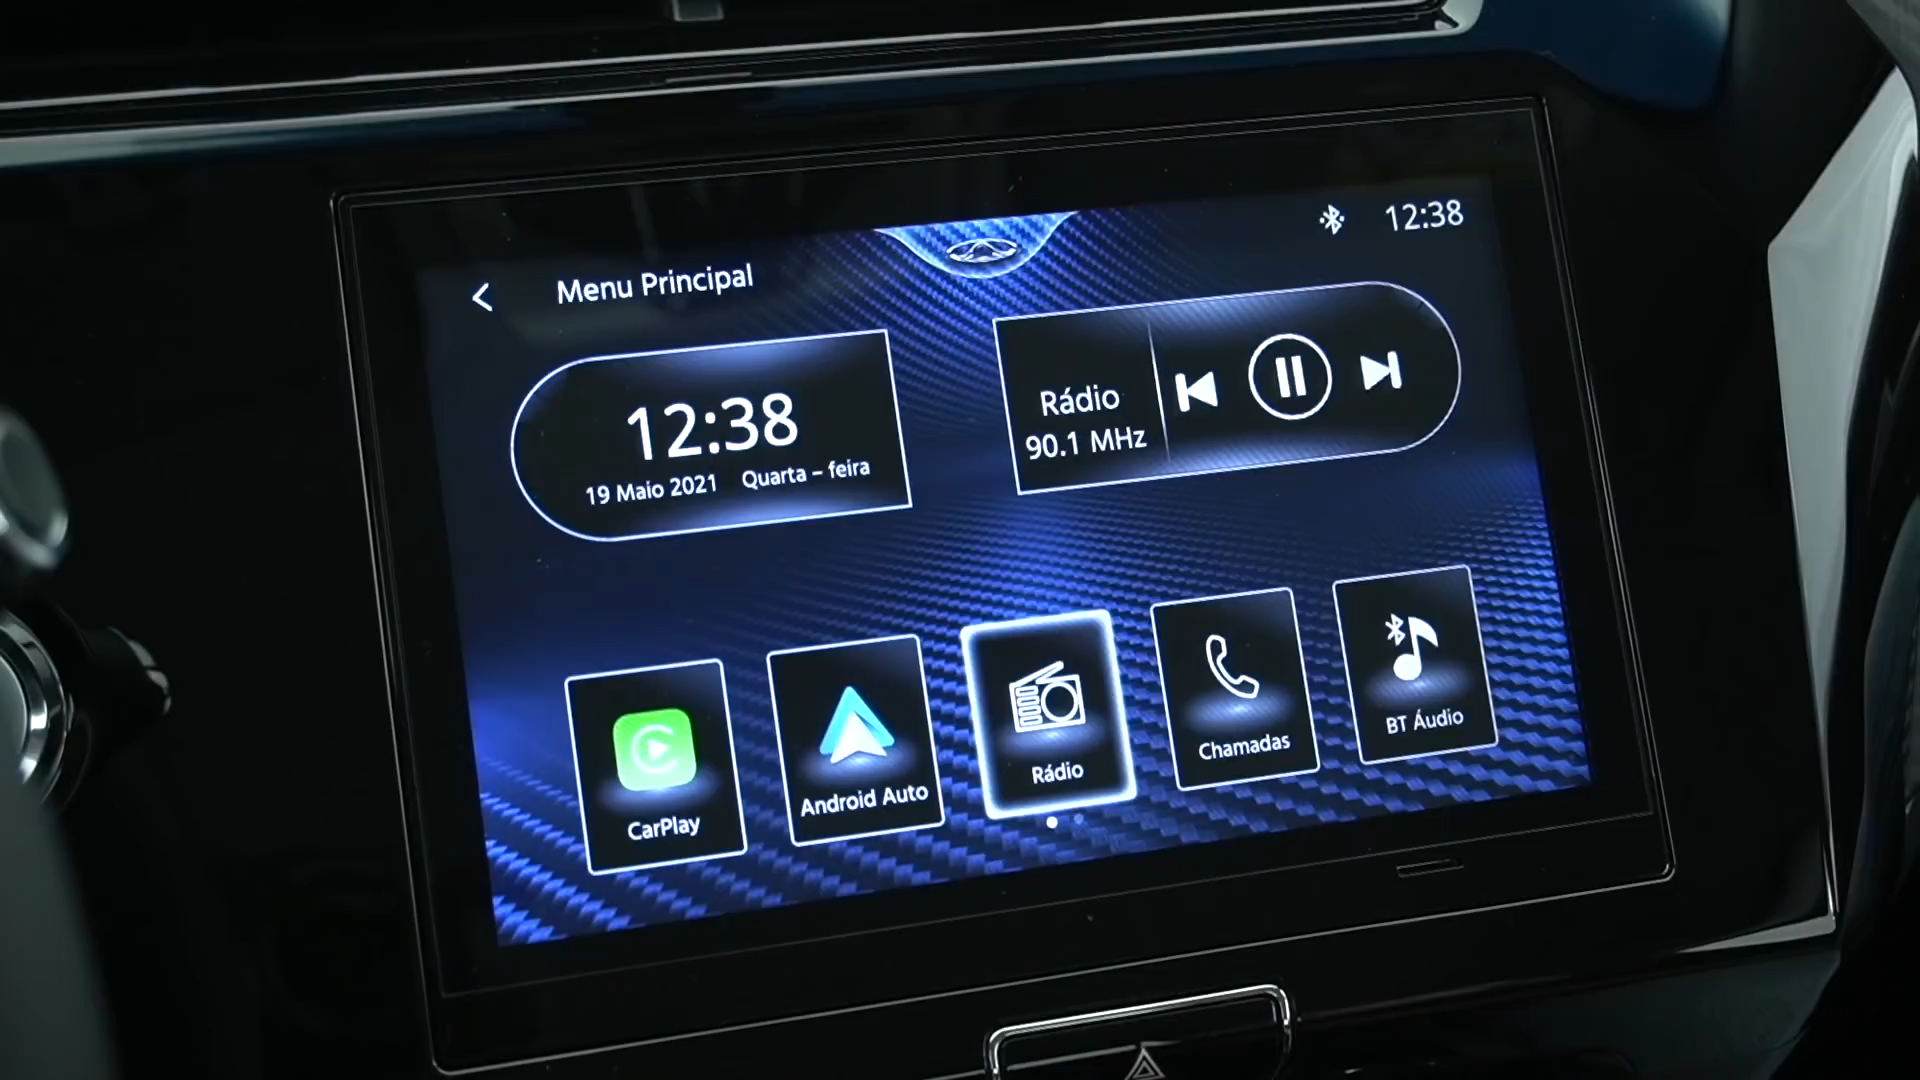 12:38
Menu Principal
12:38
19 Maio 2021 Quarta – feira
Rádio
90.1 MHz
CarPlay
Android Auto
Rádio
Chamadas
BT Áudio